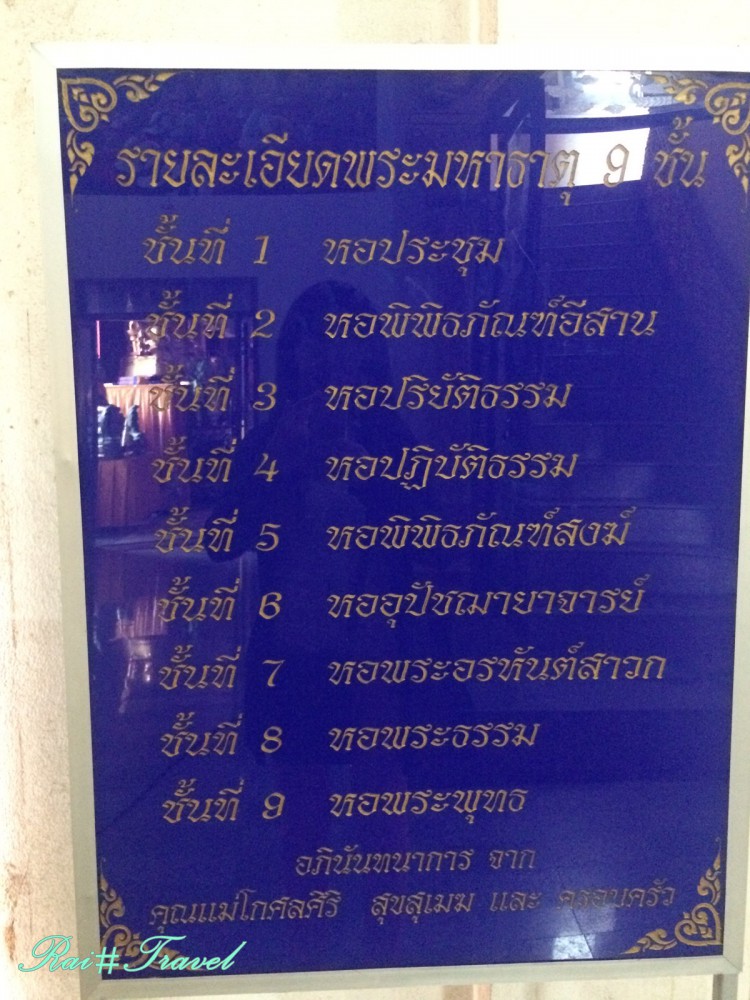 รายละเอียดพระมหาธาตุ 9 ชั้น
ชั้นที่ 1 หอประชุม
ชั้นที่ 2 หอพิพิธภัณฑ์อีสาน
ชั้นที่ 3 หอปริยัติธรรม
ชั้นที่ 4 หอปฏิบัติธรรม
ชั้นที่ 5 หอพิพิธภัณฑ์สงฆ์
ชั้นที่ 6 หออุปัชฌายาจารย์
ชั้นที่ 7 หอพระอรหันต์สาวก
ชั้นที่ 8 หอพระธรรม
ชั้นที่ 9 หอพระพุทธ
อภินันทนาการ จาก
คุณแม่โกศลศิริ สุขสุเมฆ และ ครอบครัว
Rai#Travel